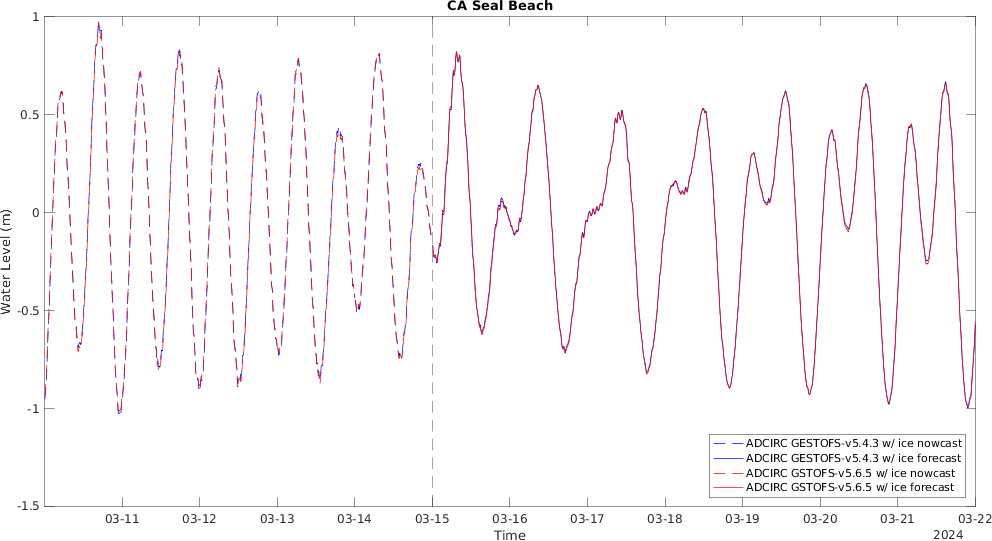 CA Seal Beach
1
0.5
0
-0.5
-1
-1.5
Water Level (m)
03-11 03-12 03-13 03-14 03-15 03-16 03-17 03-18 03-19 03-20 03-21 03-22
Time
2024
ADCIRC GESTOFS-v5.4.3 w/ ice nowcast
ADCIRC GESTOFS-v5.4.3 w/ ice forecast
ADCIRC GSTOFS-v5.6.5 w/ ice nowcast
ADCIRC GSTOFS-v5.6.5 w/ ice forecast